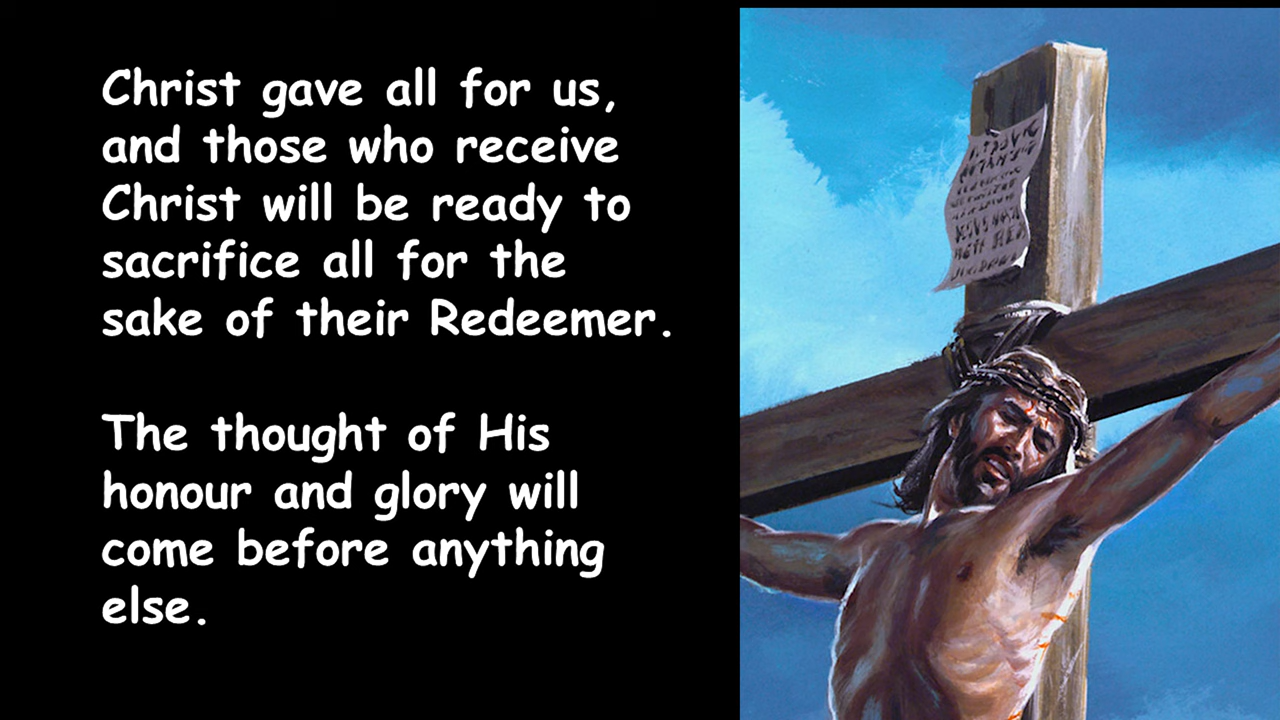 Christ gave all for us,
and those who receive
Christ will be ready to
sacrifice all for the
sake of their Redeemer.
The thought of His
honour and glory will
come before anything
else.